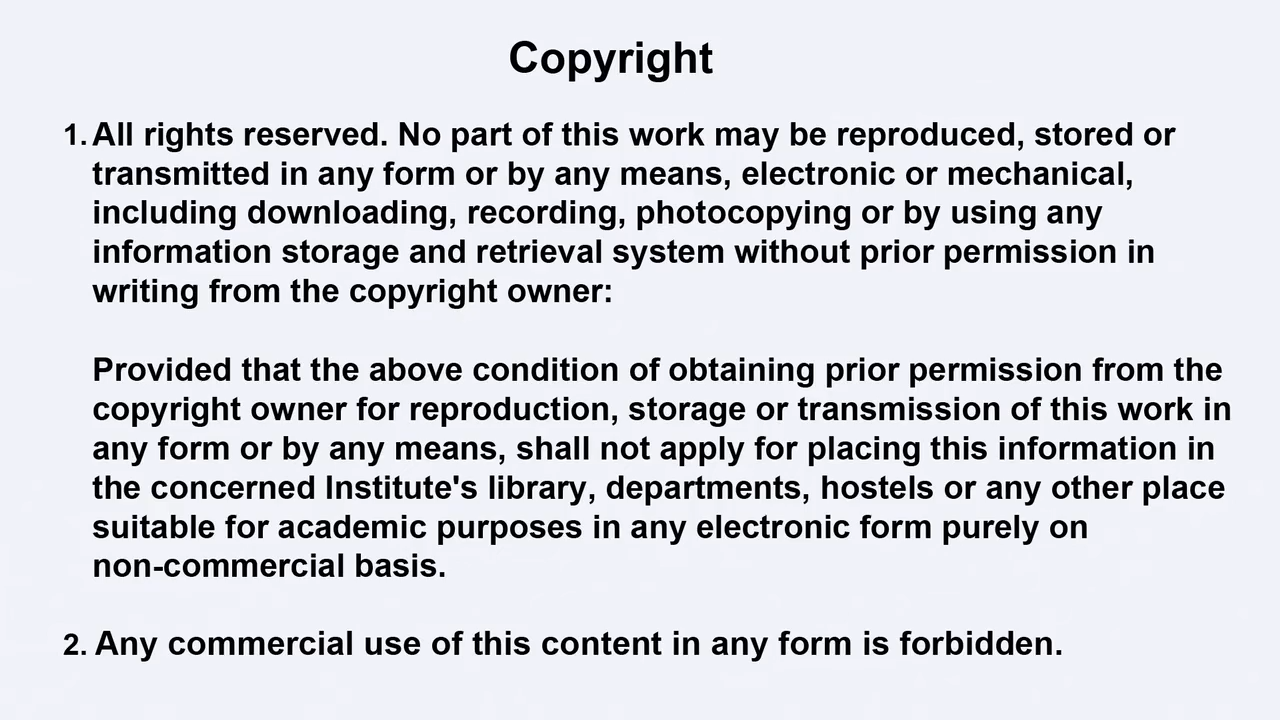 Copyright
1. All rights reserved. No part of this work may be reproduced, stored or
transmitted in any form or by any means, electronic or mechanical,
including downloading, recording, photocopying or by using any
information storage and retrieval system without prior permission in
writing from the copyright owner:
Provided that the above condition of obtaining prior permission from the
copyright owner for reproduction, storage or transmission of this work in
any form or by any means, shall not apply for placing this information in
the concerned Institute's library, departments, hostels or any other place
suitable for academic purposes in any electronic form purely on
non-commercial basis.
2. Any commercial use of this content in any form is forbidden.